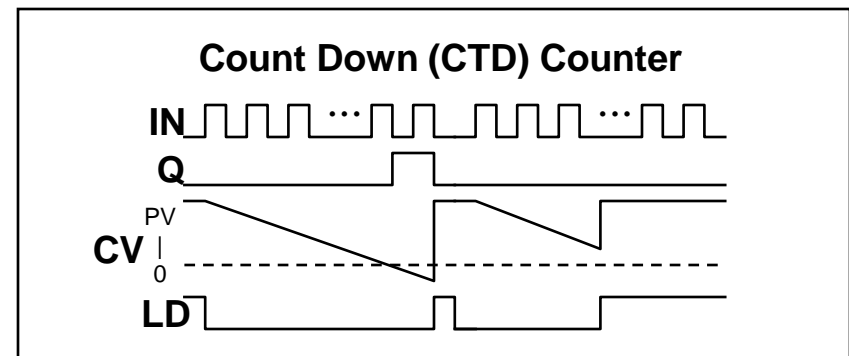 Count Down (CTD) Counter
IN
...
...
Q
PV
CV |
0
LD